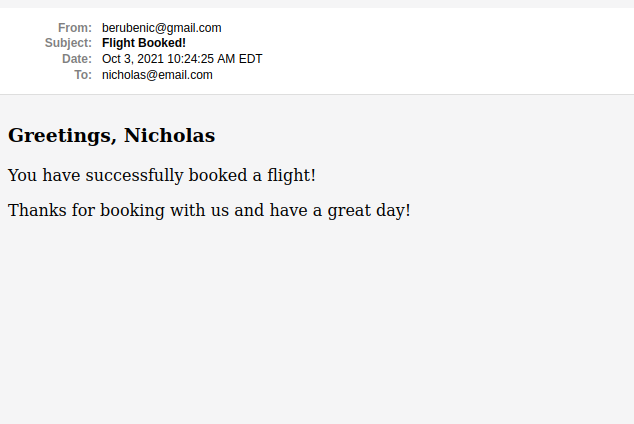 From: berubenic@gmail.com
Subject: Flight Booked!
Date: Oct 3, 2021 10:24:25 AM EDT
To: nicholas@email.com
Greetings, Nicholas
You have successfully booked a flight!
Thanks for booking with us and have a great day!